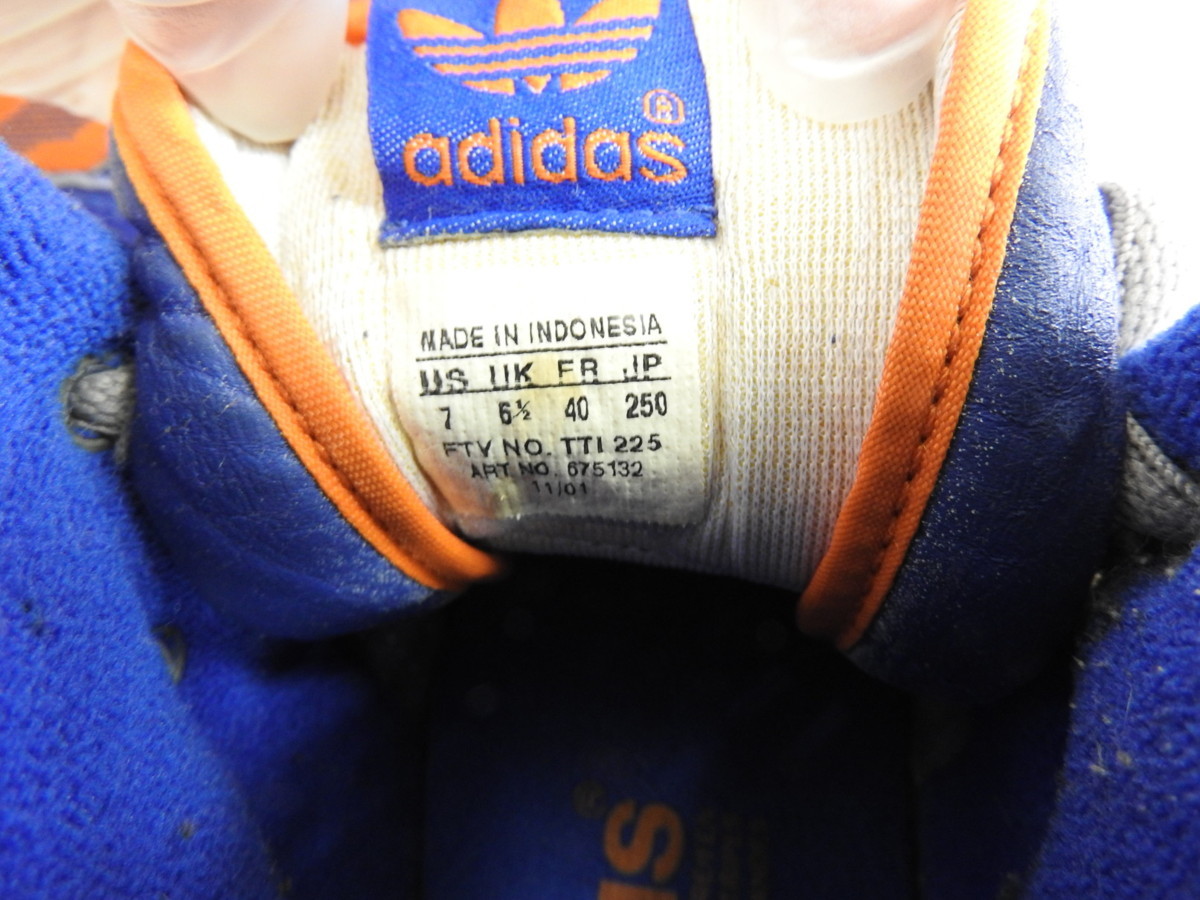 adidas®
MADE IN INDONESIA
US UK FR JP
7 6½ 40 250
FTY NO. TTI 225
ART NO. 675132
11/01
®